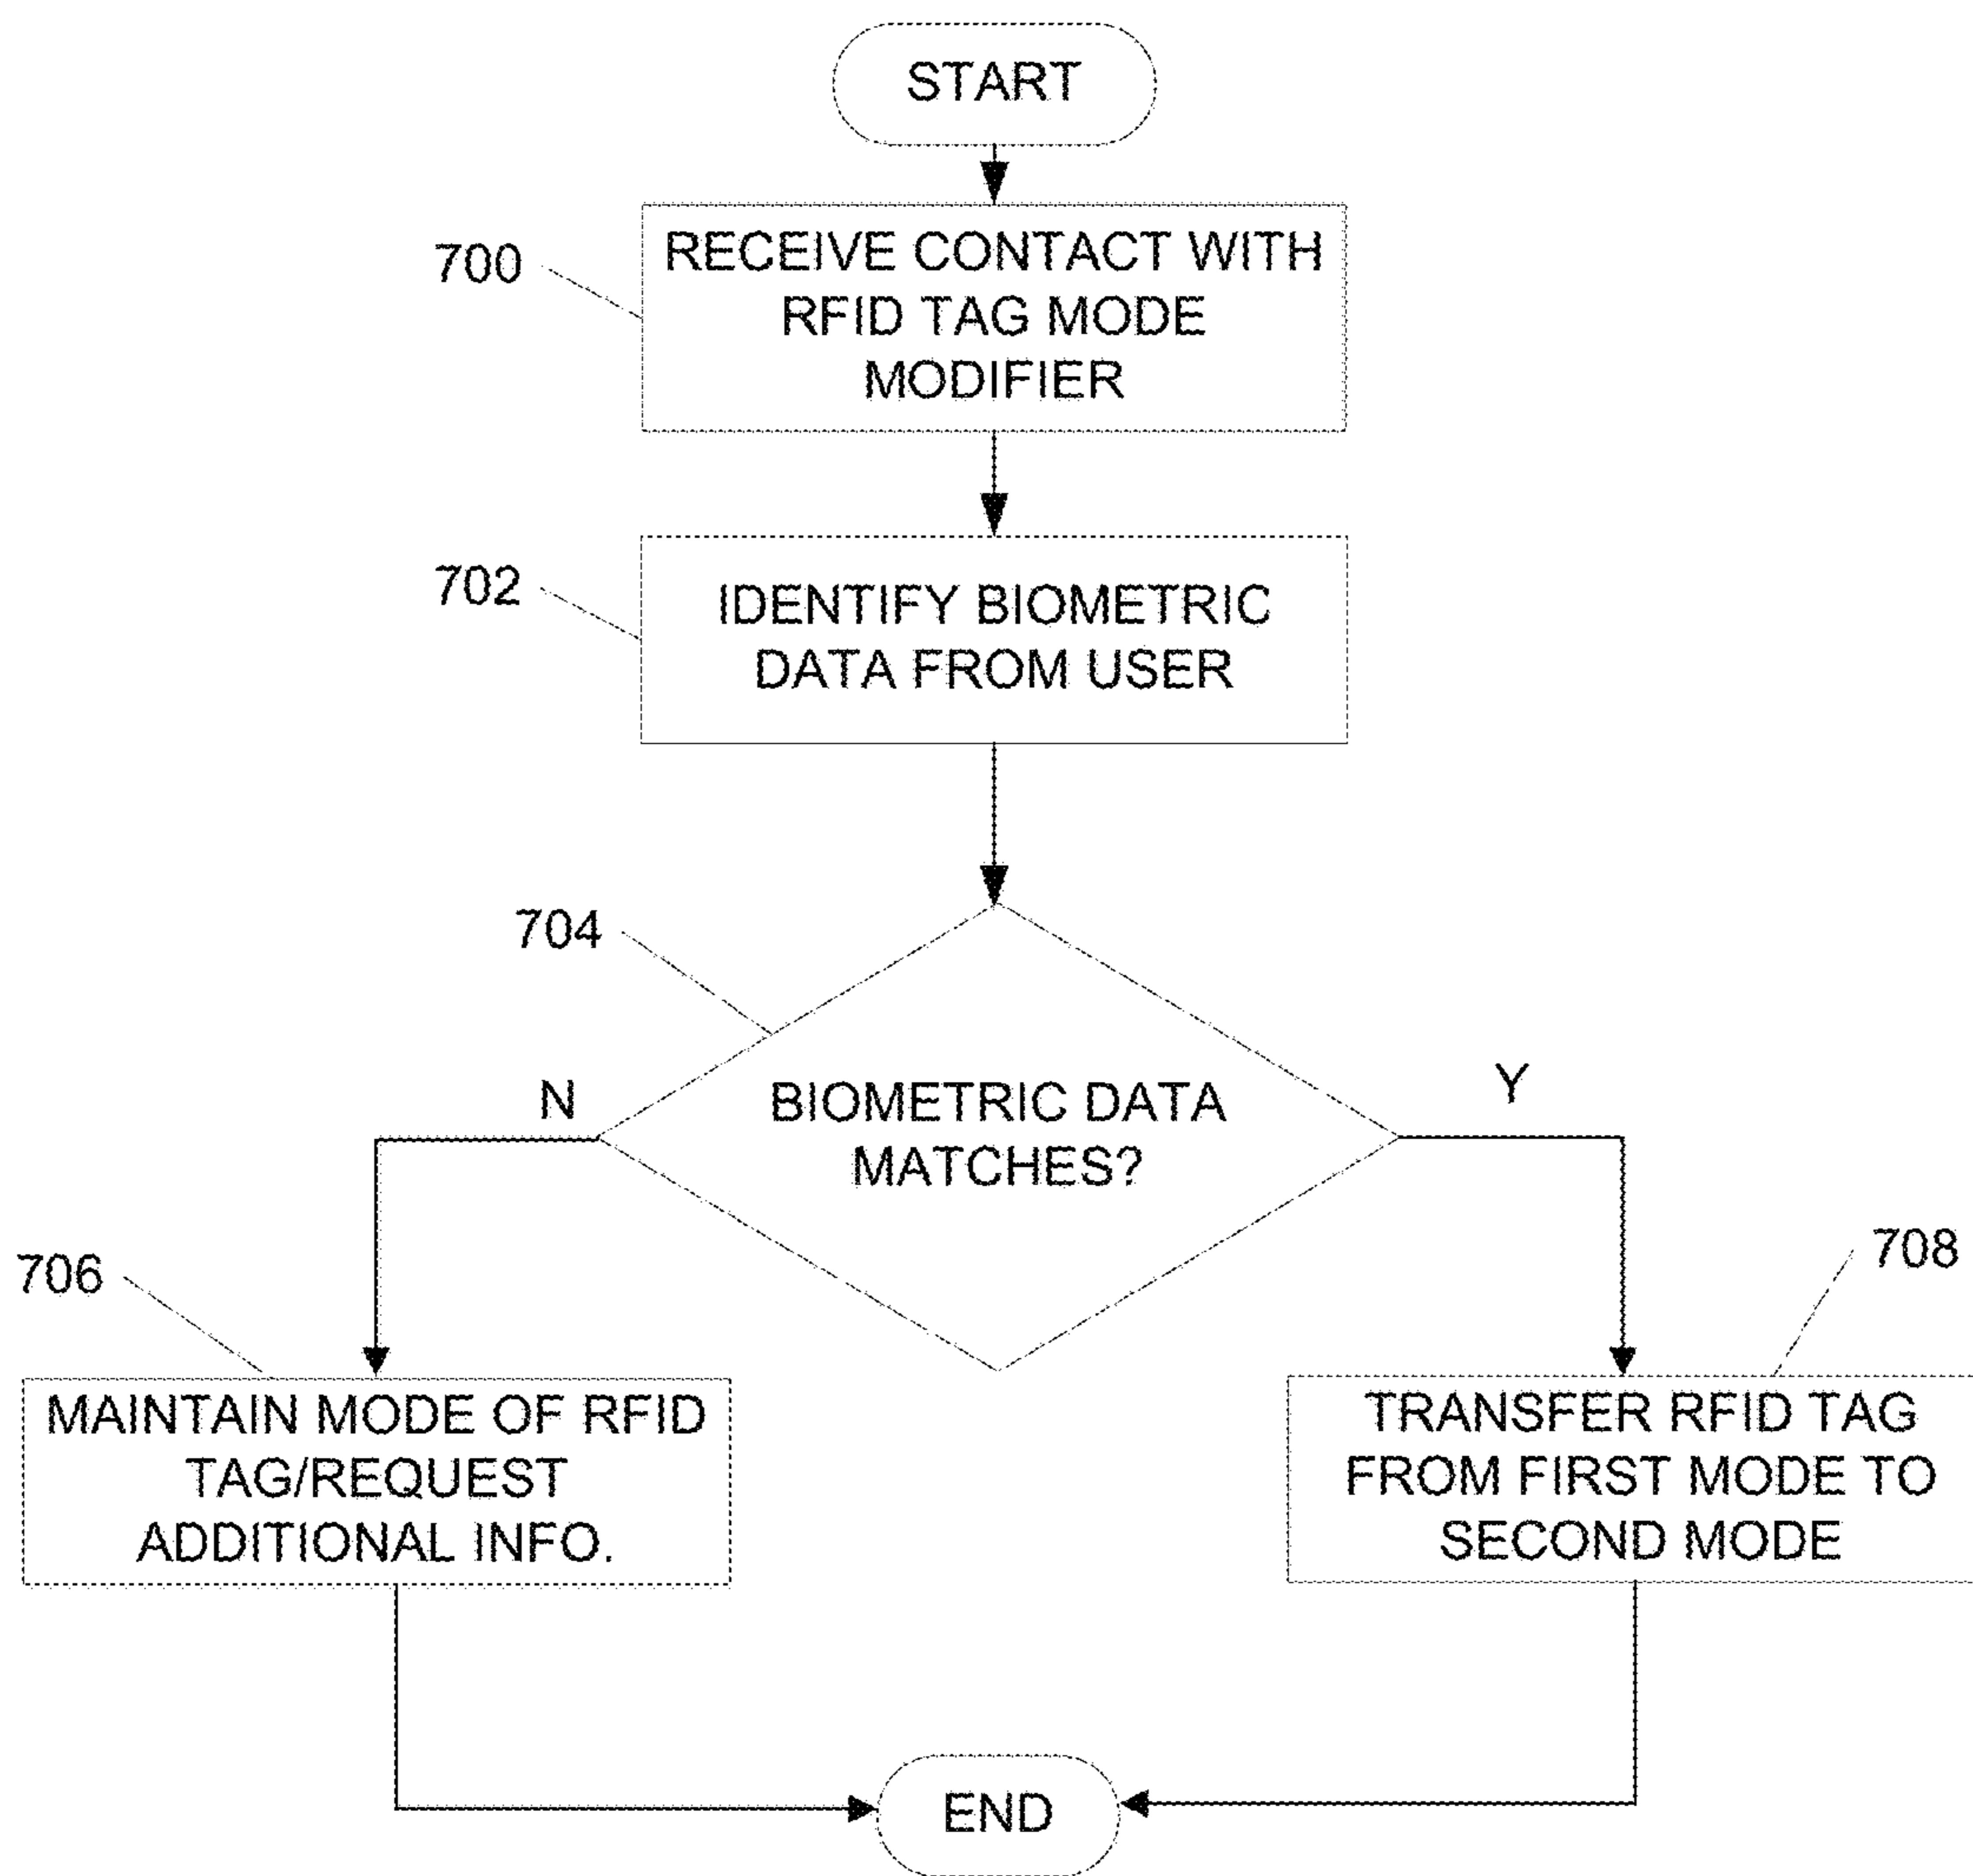 START
700
RECEIVE CONTACT WITH
RFID TAG MODE
MODIFIER
702
IDENTIFY BIOMETRIC
DATA FROM USER
704
N
BIOMETRIC DATA
MATCHES?
Y
706
708
MAINTAIN MODE OF RFID
TAG/REQUEST
ADDITIONAL INFO.
TRANSFER RFID TAG
FROM FIRST MODE TO
SECOND MODE
END